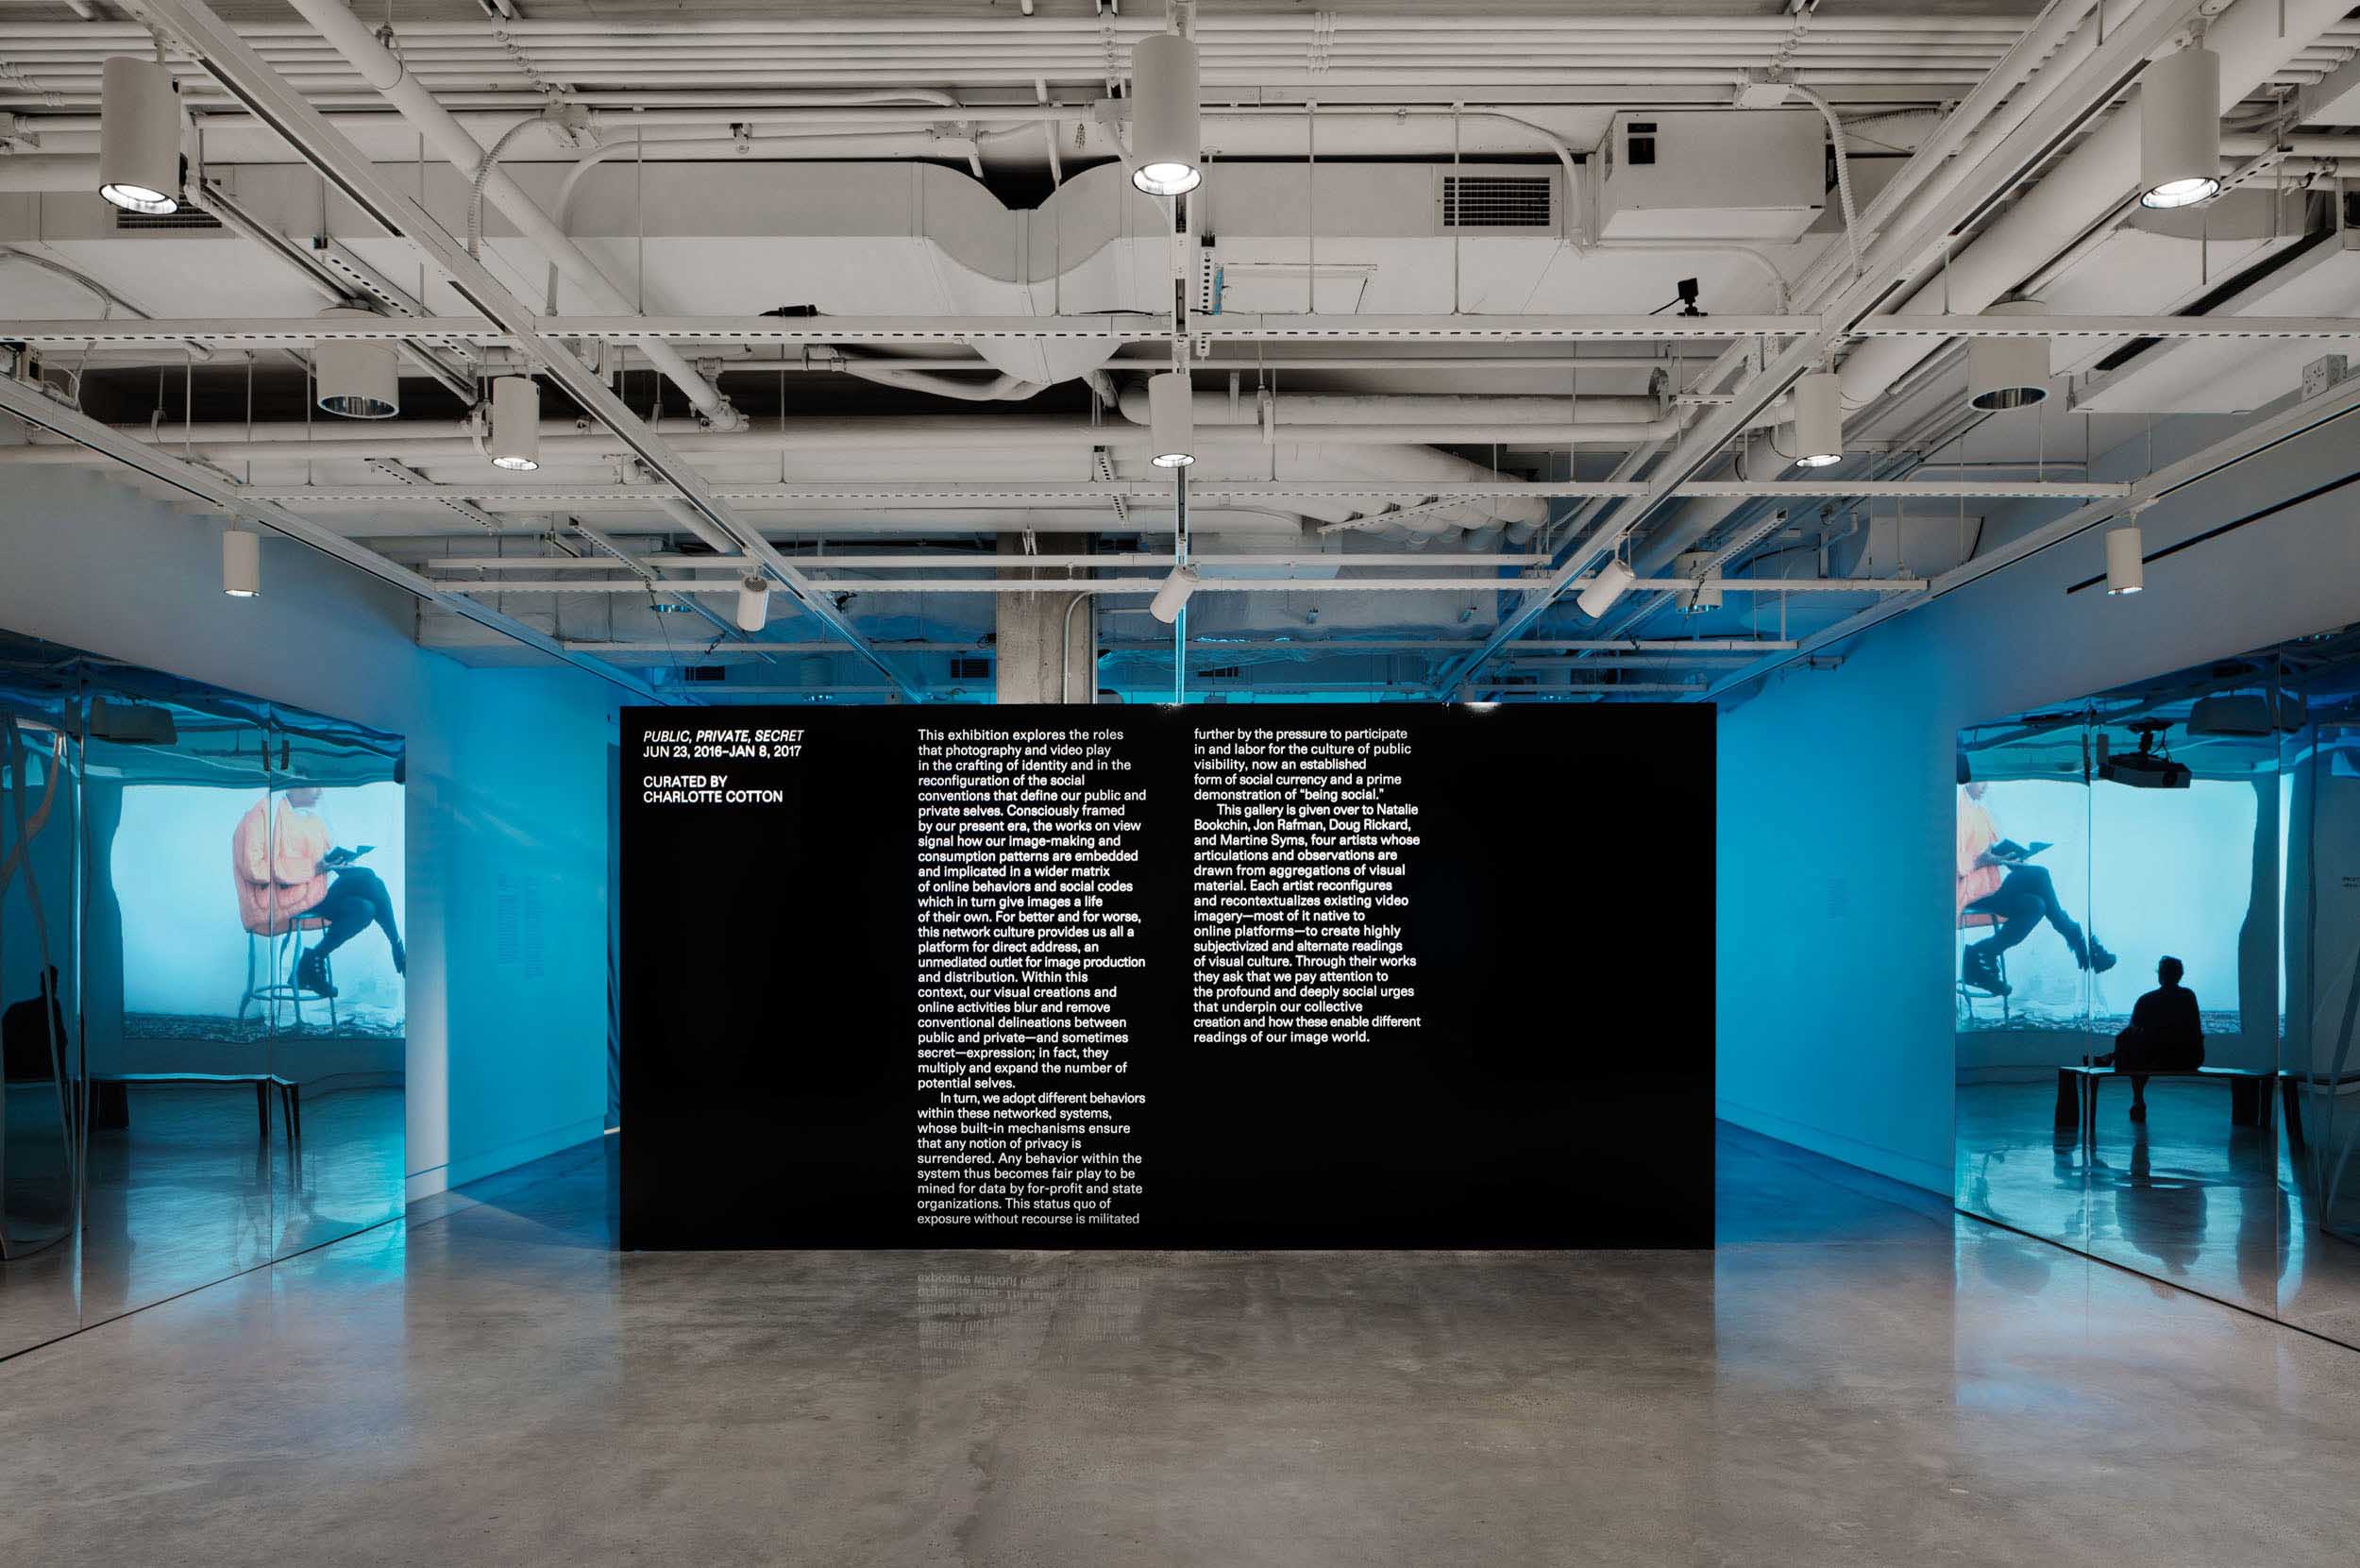 PUBLIC, PRIVATE, SECRET
JUN 23, 2016–JAN 8, 2017
CURATED BY
CHARLOTTE COTTON
This exhibition explores the roles
that photography and video play
in the crafting of identity and in the
reconfiguration of the social
conventions that define our public and
private selves. Consciously framed
by our present era, the works on view
signal how our image-making and
consumption patterns are embedded
and implicated in a wider matrix
of online behaviors and social codes
which in turn give images a life
of their own. For better and for worse,
this network culture provides us all a
platform for direct address, an
unmediated outlet for image production
and distribution. Within this
context, our visual creations and
online activities blur and remove
conventional delineations between
public and private—and sometimes
secret—expression; in fact, they
multiply and expand the number of
potential selves.
In turn, we adopt different behaviors
within these networked systems,
whose built-in mechanisms ensure
that any notion of privacy is
surrendered. Any behavior within the
system thus becomes fair play to be
mined for data by for-profit and state
organizations. This status quo of
exposure without recourse is militated
further by the pressure to participate
in and labor for the culture of public
visibility, now an established
form of social currency and a prime
demonstration of “being social.”
This gallery is given over to Natalie
Bookchin, Jon Rafman, Doug Rickard,
and Martine Syms, four artists whose
articulations and observations are
drawn from aggregations of visual
material. Each artist reconfigures
and recontextualizes existing video
imagery—most of it native to
online platforms—to create highly
subjectivized and alternate readings
of visual culture. Through their works
they ask that we pay attention to
the profound and deeply social urges
that underpin our collective
creation and how these enable different
readings of our image world.